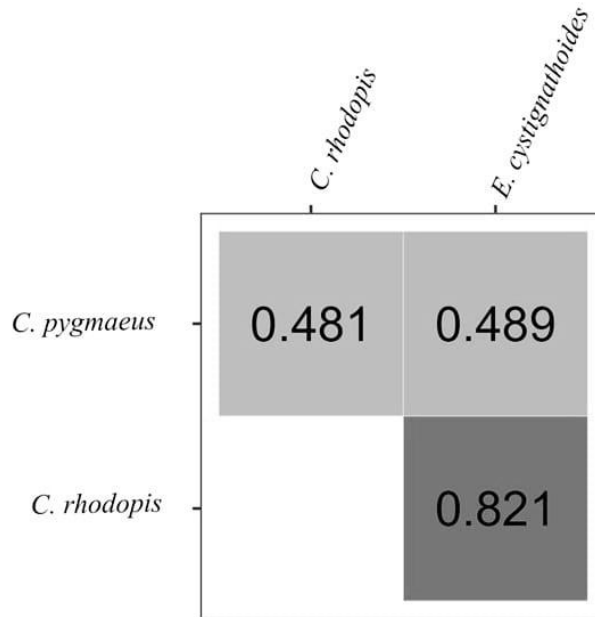 C. rhodopis
E. cystignathoides
C. pygmaeus
0.481
0.489
C. rhodopis
0.821